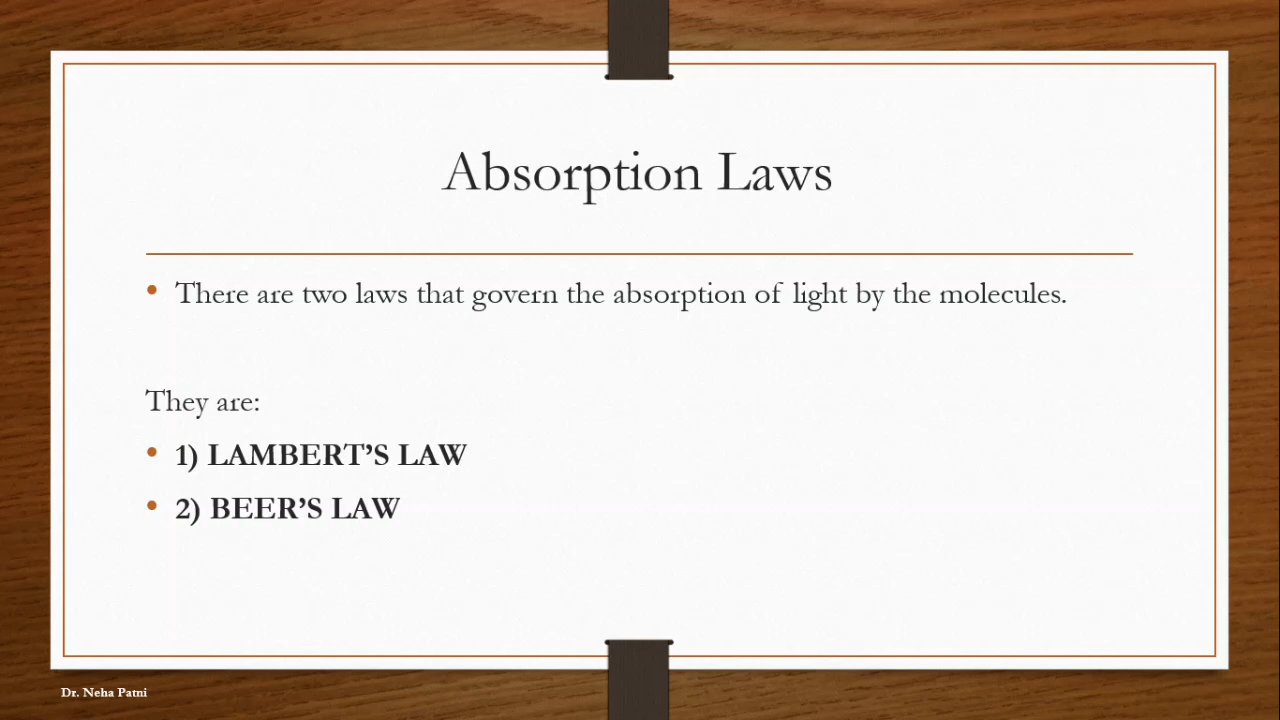 Absorption Laws
• There are two laws that govern the absorption of light by the molecules.
They are:
• 1) LAMBERT’S LAW
• 2) BEER’S LAW
Dr. Neha Patni